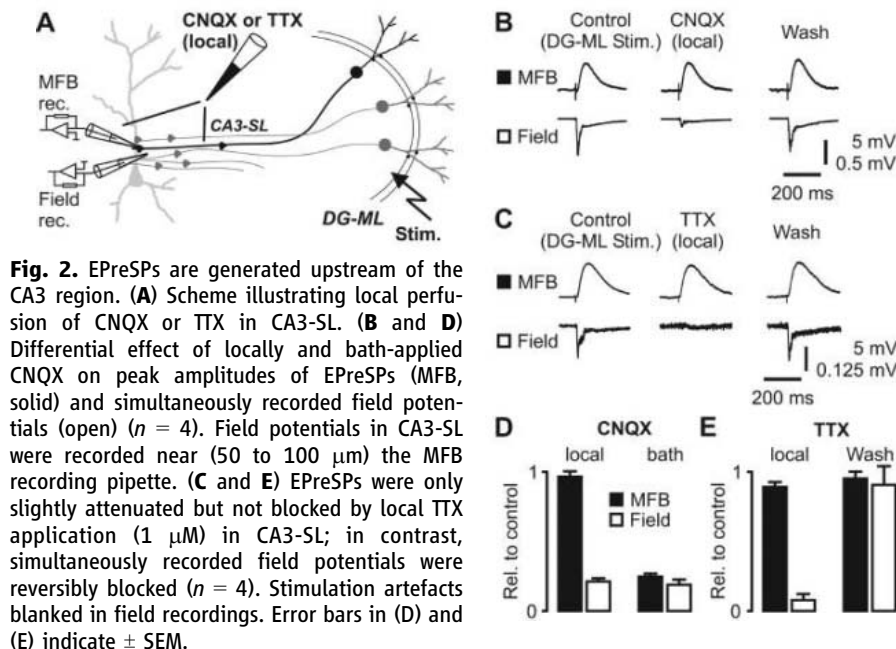 A
CNQX or TTX
(local)
MFB
rec.
CA3-SL
Field
rec.
DG-ML
Stim.
B
Control
(DG-ML Stim.)
CNQX
(local)
Wash
MFB
Field
5 mV
0.5 mV
200 ms
C
Control
(DG-ML Stim.)
TTX
(local)
Wash
MFB
Field
5 mV
0.125 mV
200 ms
D
CNQX
local
bath
1
Rel. to control
0
MFB
Field
E
TTX
local
Wash
1
Rel. to control
0
Fig. 2. EPreSPs are generated upstream of the
CA3 region. (A) Scheme illustrating local perfu-
sion of CNQX or TTX in CA3-SL. (B and D)
Differential effect of locally and bath-applied
CNQX on peak amplitudes of EPreSPs (MFB,
solid) and simultaneously recorded field poten-
tials (open) (n = 4). Field potentials in CA3-SL
were recorded near (50 to 100 μm) the MFB
recording pipette. (C and E) EPreSPs were only
slightly attenuated but not blocked by local TTX
application (1 μM) in CA3-SL; in contrast,
simultaneously recorded field potentials were
reversibly blocked (n = 4). Stimulation artefacts
blanked in field recordings. Error bars in (D) and
(E) indicate ± SEM.